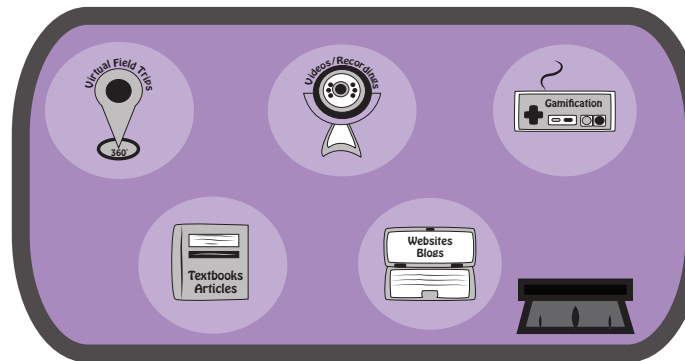 Virtual Field Trips
360°
Videos/Recordings
Gamification
Textbooks
Articles
Websites
Blogs